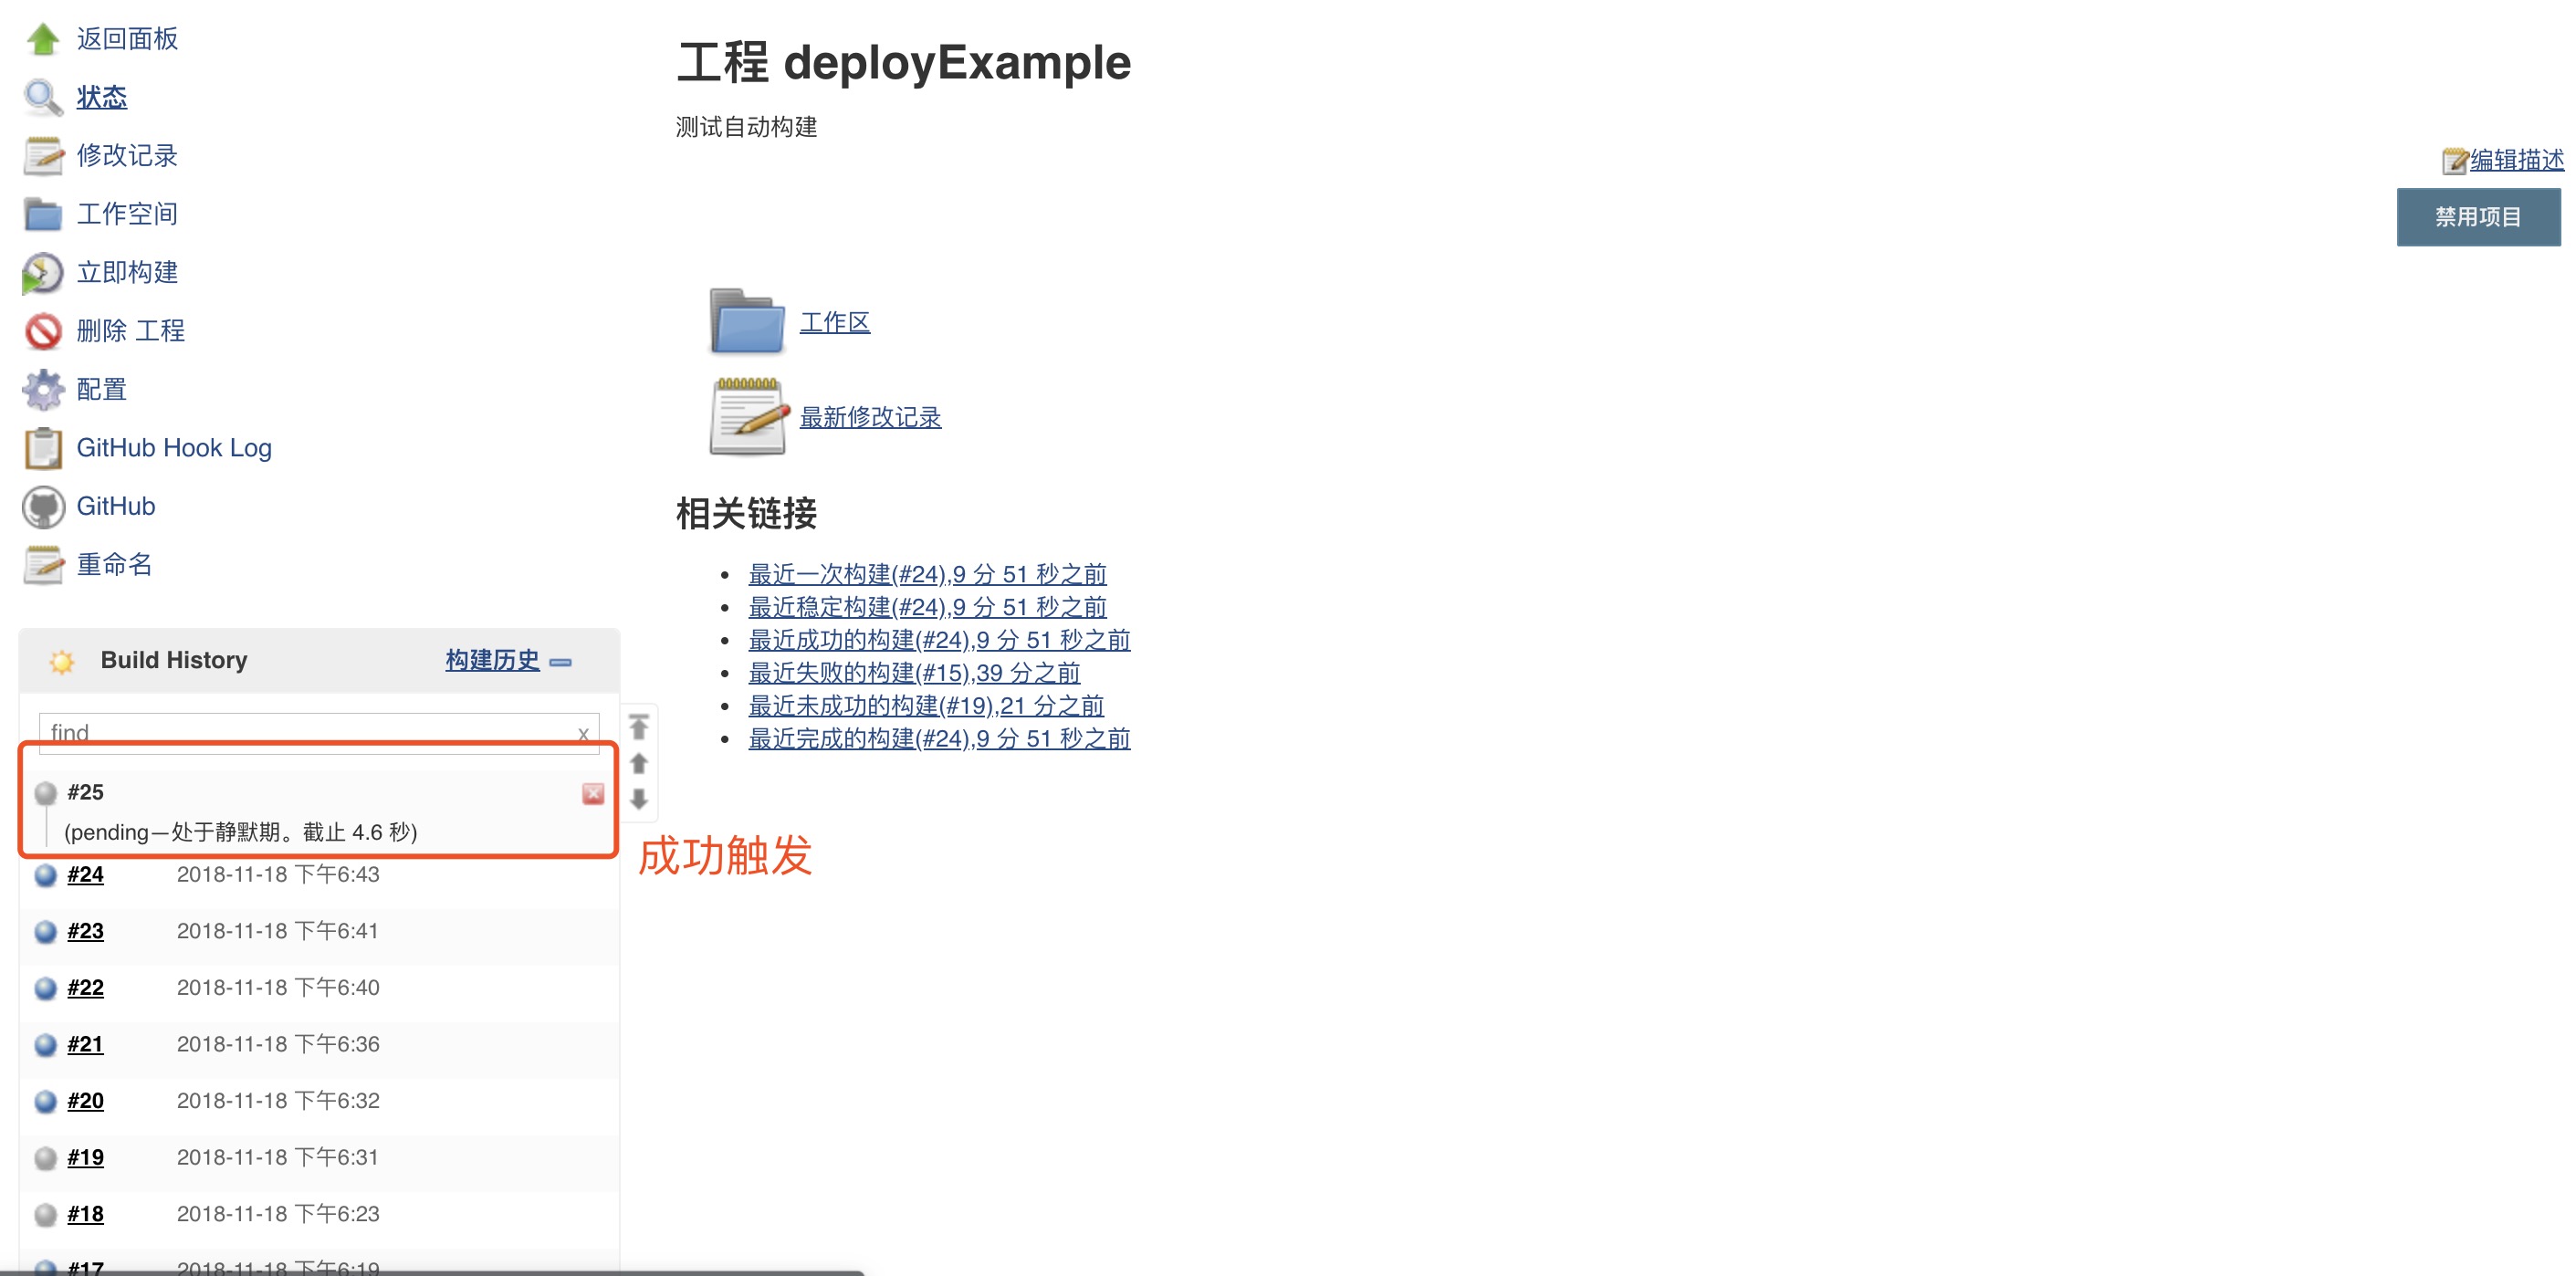 返回面板
状态
修改记录
工作空间
立即构建
删除 工程
配置
GitHub Hook Log
GitHub
重命名
Build History 构建历史
find x
#25
(pending—处于静默期。截止 4.6 秒)
#24 2018-11-18 下午6:43
#23 2018-11-18 下午6:41
#22 2018-11-18 下午6:40
#21 2018-11-18 下午6:36
#20 2018-11-18 下午6:32
#19 2018-11-18 下午6:31
#18 2018-11-18 下午6:23
#17 2018-11-18 下午6:19
成功触发
工程 deployExample
测试自动构建
编辑描述
禁用项目
工作区
最新修改记录
相关链接
最近一次构建(#24),9 分 51 秒之前
最近稳定构建(#24),9 分 51 秒之前
最近成功的构建(#24),9 分 51 秒之前
最近失败的构建(#15),39 分之前
最近未成功的构建(#19),21 分之前
最近完成的构建(#24),9 分 51 秒之前